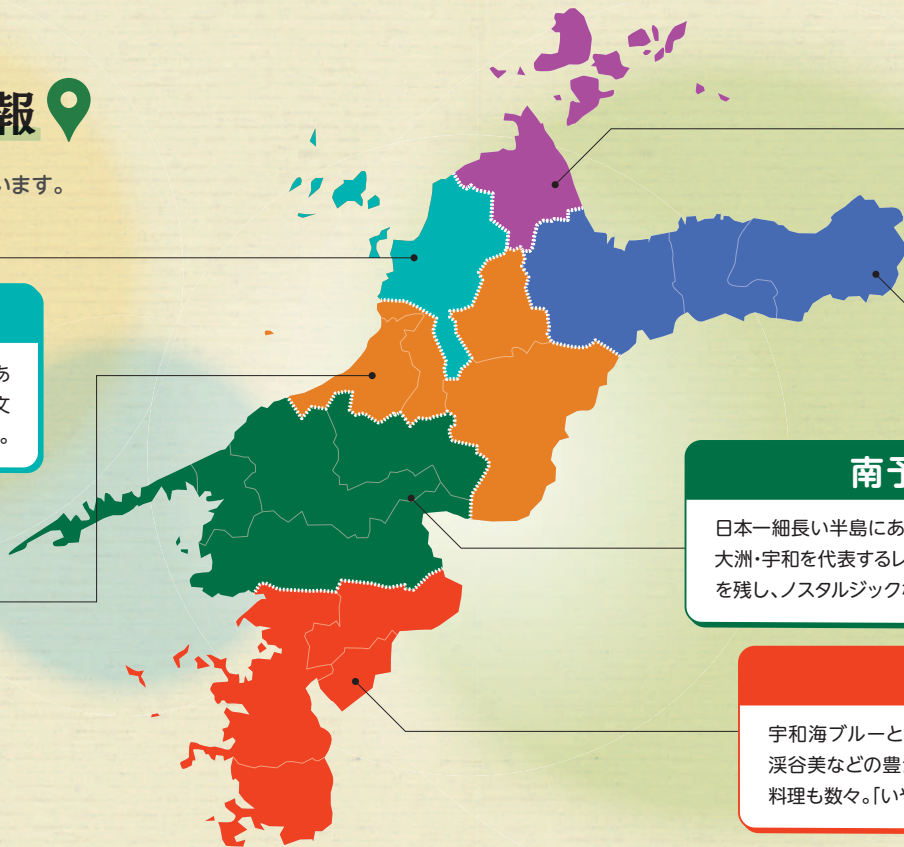 報
います。
あ
文
。
南予
日本一細長い半島にあ
大洲・宇和を代表するレ
を残し、ノスタルジックな
宇和海ブルーと
渓谷美などの豊
料理も数々。「いや